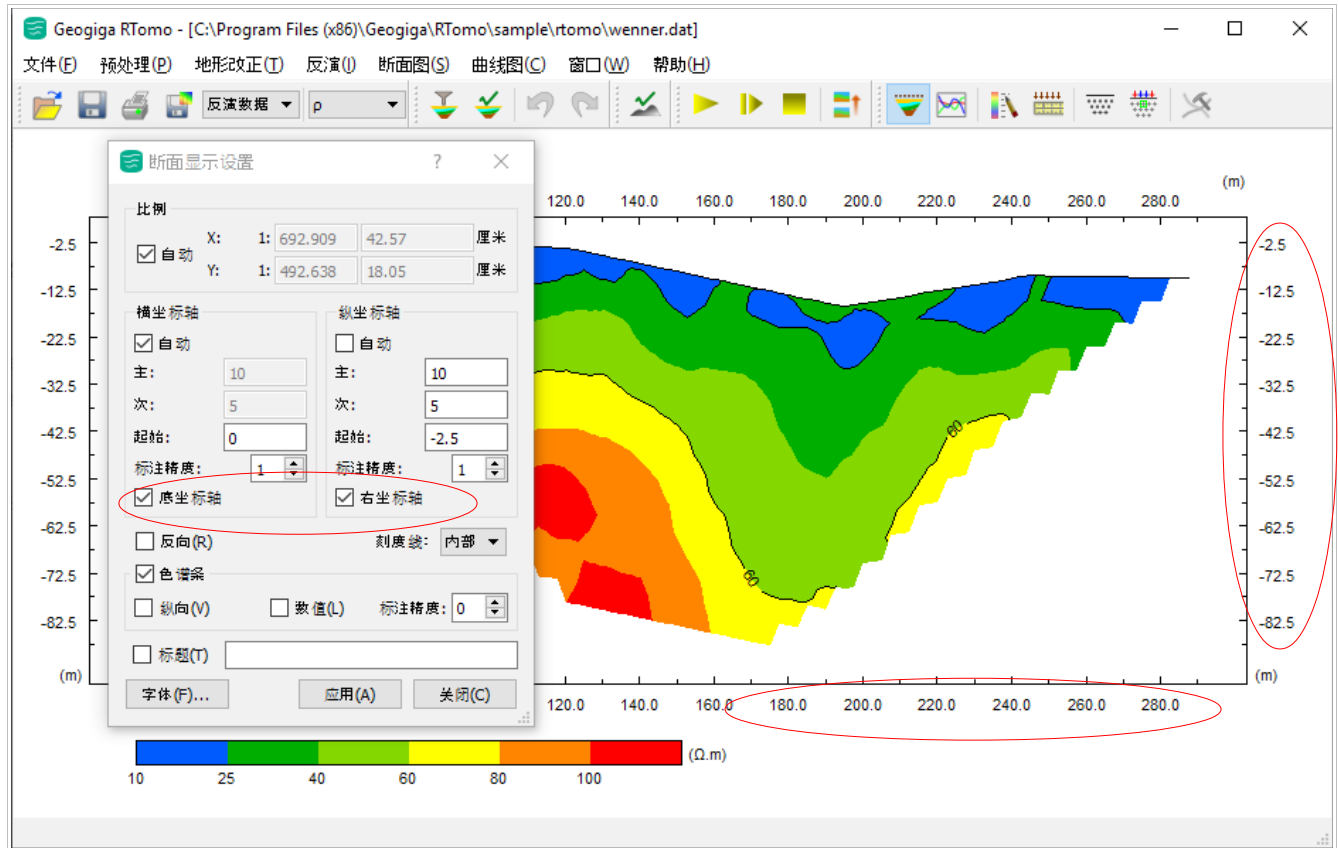 Geogiga RTomo - [C:\Program Files (x86)\Geogiga\RTomo\sample\rtomo\wenner.dat]
文件(F) 预处理(P) 地形改正(T) 反演(I) 断面图(S) 曲线图(C) 窗口(W) 帮助(H)
反演数据 ρ
断面显示设置 ?
比例
自动
X: 1: 692.909 42.57 厘米
Y: 1: 492.638 18.05 厘米
横坐标轴
自动
主: 10
次: 5
起始: 0
标注精度: 1
底坐标轴
纵坐标轴
自动
主: 10
次: 5
起始: -2.5
标注精度: 1
右坐标轴
反向(R) 刻度线: 内部
色谱条
纵向(V) 数值(L) 标注精度: 0
标题(T)
字体(F)... 应用(A) 关闭(C)
(m)
120.0 140.0 160.0 180.0 200.0 220.0 240.0 260.0 280.0
-2.5 -2.5
-12.5 -12.5
-22.5 -22.5
-32.5 -32.5
-42.5 60 -42.5
-52.5 -52.5
-62.5 -62.5
-72.5 60 -72.5
-82.5 -82.5
(m) (m)
120.0 140.0 160.0 180.0 200.0 220.0 240.0 260.0 280.0
(Ω.m)
10 25 40 60 80 100